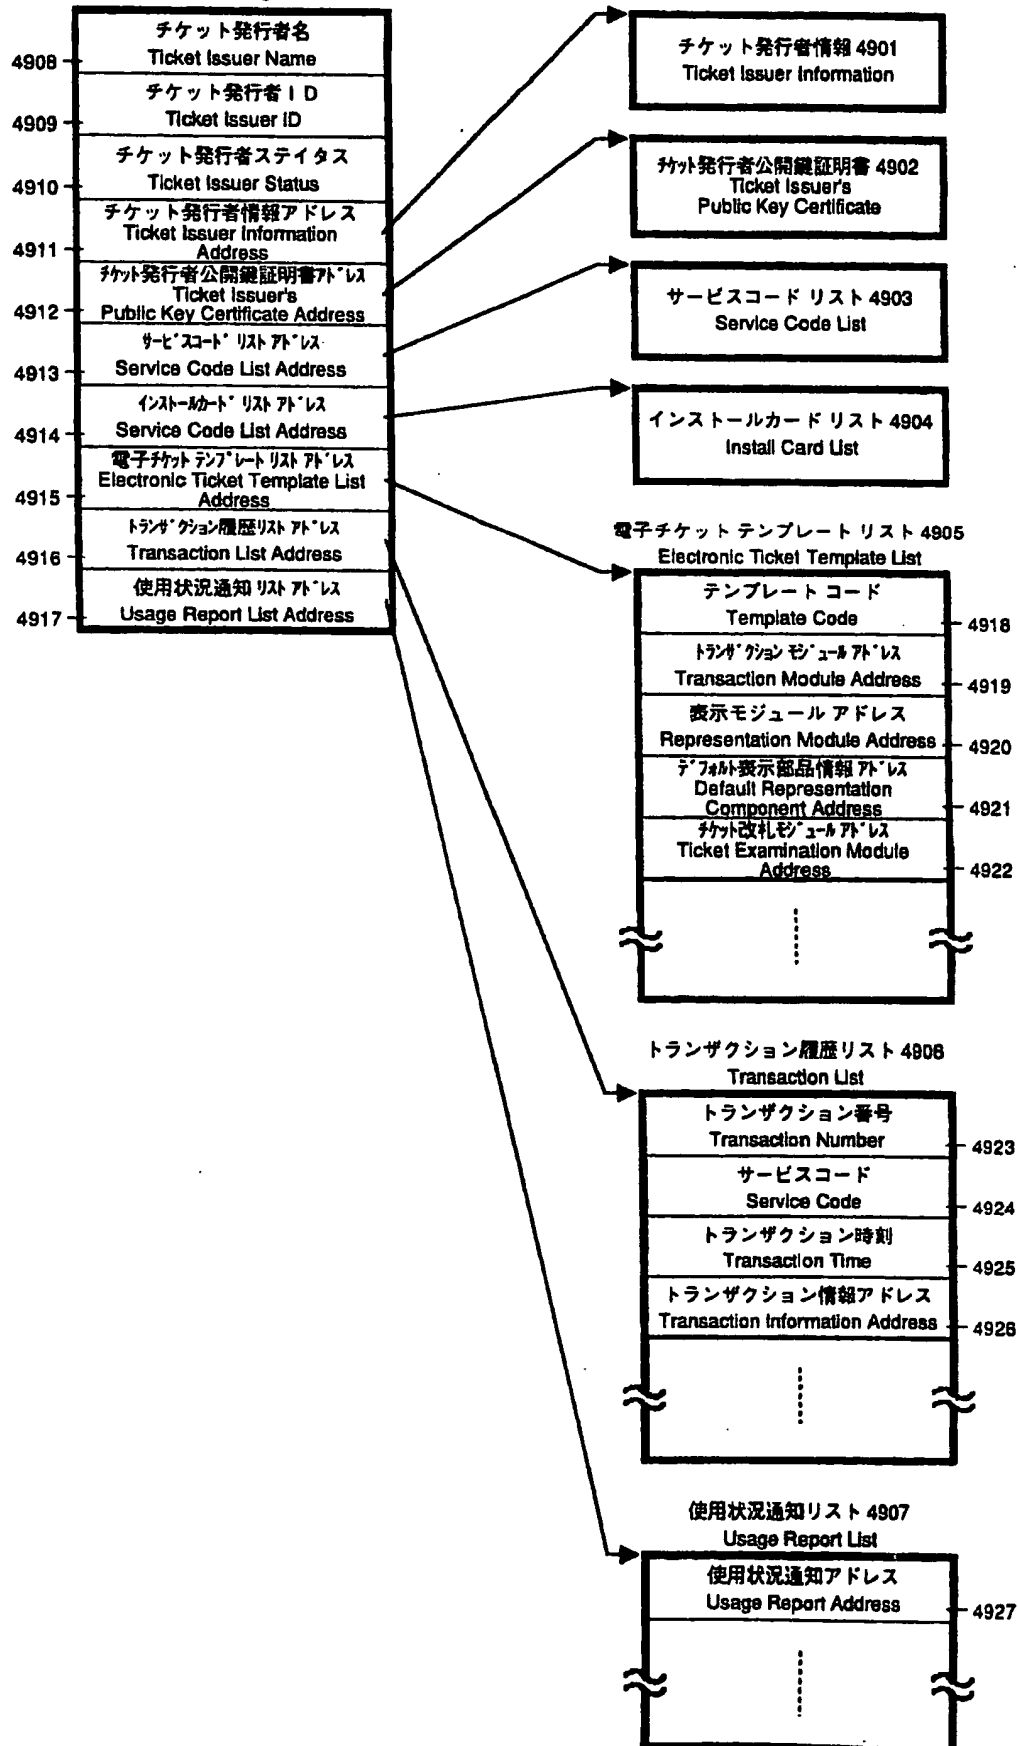 チケット発行者名
Ticket Issuer Name
4908
チケット発行者ID
Ticket Issuer ID
4909
チケット発行者ステイタス
Ticket Issuer Status
4910
チケット発行者情報アドレス
Ticket Issuer Information
Address
4911
チケット発行者公開鍵証明書アドレス
Ticket Issuer's
Public Key Certificate Address
4912
サービスコード リスト アドレス
Service Code List Address
4913
インストールカード リスト アドレス
Service Code List Address
4914
電子チケット テンプレート リスト アドレス
Electronic Ticket Template List
Address
4915
トランザクション履歴リスト アドレス
Transaction List Address
4916
使用状況通知 リスト アドレス
Usage Report List Address
4917
チケット発行者情報 4901
Ticket Issuer Information
チケット発行者公開鍵証明書 4902
Ticket Issuer's
Public Key Certificate
サービスコード リスト 4903
Service Code List
インストールカード リスト 4904
Install Card List
電子チケット テンプレート リスト 4905
Electronic Ticket Template List
テンプレート コード
Template Code
4918
トランザクション モジュール アドレス
Transaction Module Address
4919
表示モジュール アドレス
Representation Module Address
4920
デフォルト表示部品情報 アドレス
Default Representation
Component Address
4921
チケット改札モジュール アドレス
Ticket Examination Module
Address
4922
トランザクション履歴リスト 4906
Transaction List
トランザクション番号
Transaction Number
4923
サービスコード
Service Code
4924
トランザクション時刻
Transaction Time
4925
トランザクション情報アドレス
Transaction Information Address
4926
使用状況通知リスト 4907
Usage Report List
使用状況通知アドレス
Usage Report Address
4927